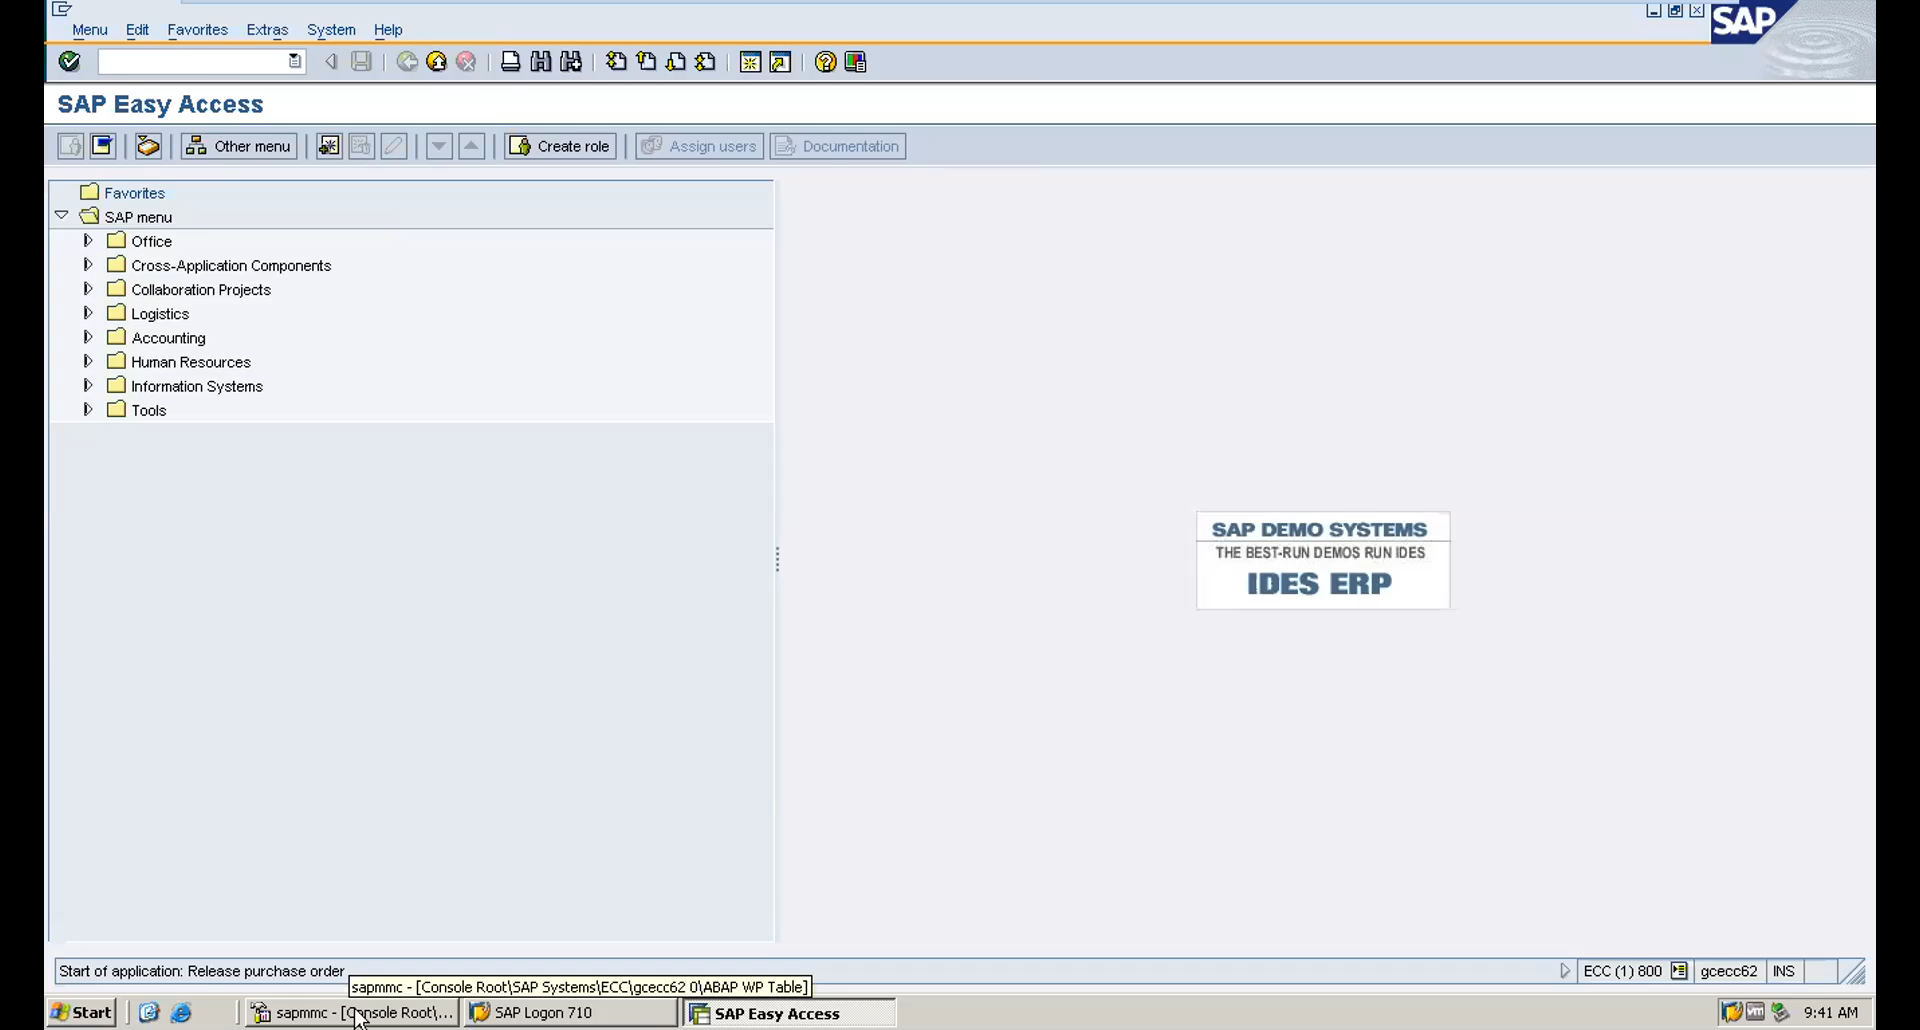 Menu Edit Favorites Extras System Help
SAP
SAP Easy Access
Other menu Create role Assign users Documentation
Favorites
SAP menu
Office
Cross-Application Components
Collaboration Projects
Logistics
Accounting
Human Resources
Information Systems
Tools
SAP DEMO SYSTEMS
THE BEST-RUN DEMOS RUN IDES
IDES ERP
Start of application: Release purchase order
ECC (1) 800 gcecc62 INS
sapmmc - [Console Root\SAP Systems\ECC\gcecc62 0\ABAP WP Table]
Start sapmmc - [Console Root\... SAP Logon 710 SAP Easy Access 9:41 AM